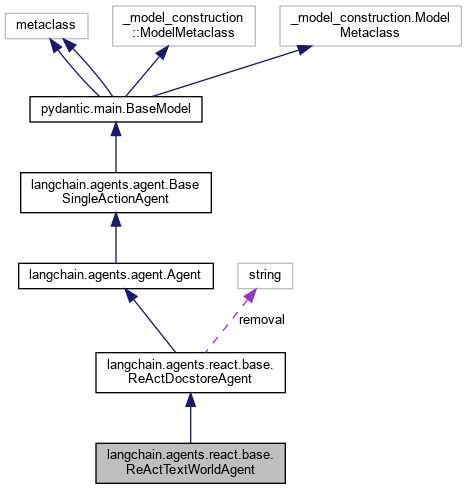 metaclass
_model_construction
::ModelMetaclass
_model_construction.Model
Metaclass
pydantic.main.BaseModel
langchain.agents.agent.Base
SingleActionAgent
langchain.agents.agent.Agent
string
removal
langchain.agents.react.base.
ReActDocstoreAgent
langchain.agents.react.base.
ReActTextWorldAgent